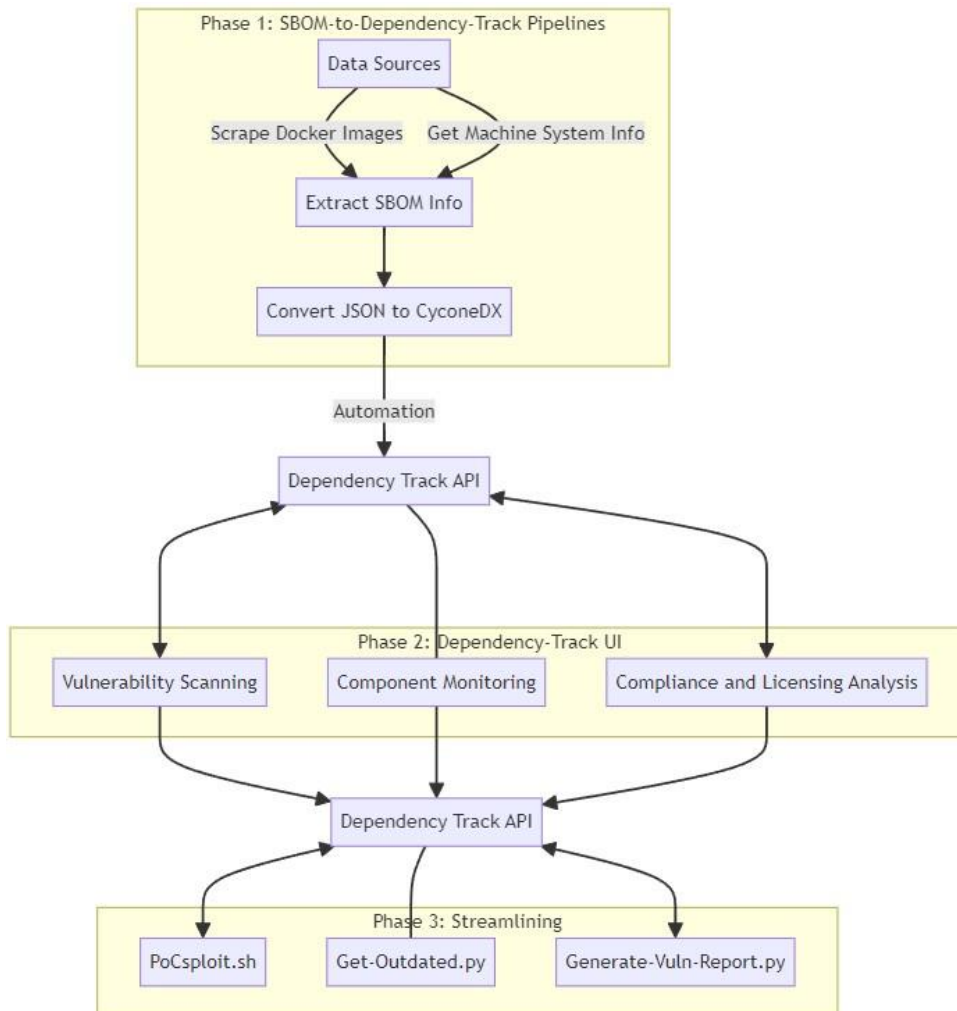 Phase 1: SBOM-to-Dependency-Track Pipelines
Data Sources
Scrape Docker Images
Get Machine System Info
Extract SBOM Info
Convert JSON to CyconeDX
Automation
Dependency Track API
Phase 2: Dependency-Track UI
Vulnerability Scanning
Component Monitoring
Compliance and Licensing Analysis
Dependency Track API
Phase 3: Streamlining
PoCsploit.sh
Get-Outdated.py
Generate-Vuln-Report.py